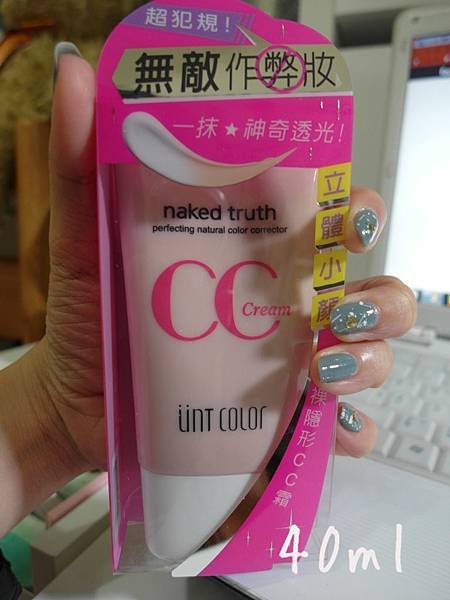 超犯規!
無敵作弊妝
一抹★神奇透光!
naked truth
perfecting natural color corrector
CC
Cream
立體小顏
裸隱形CC霜
ünt color
40ml